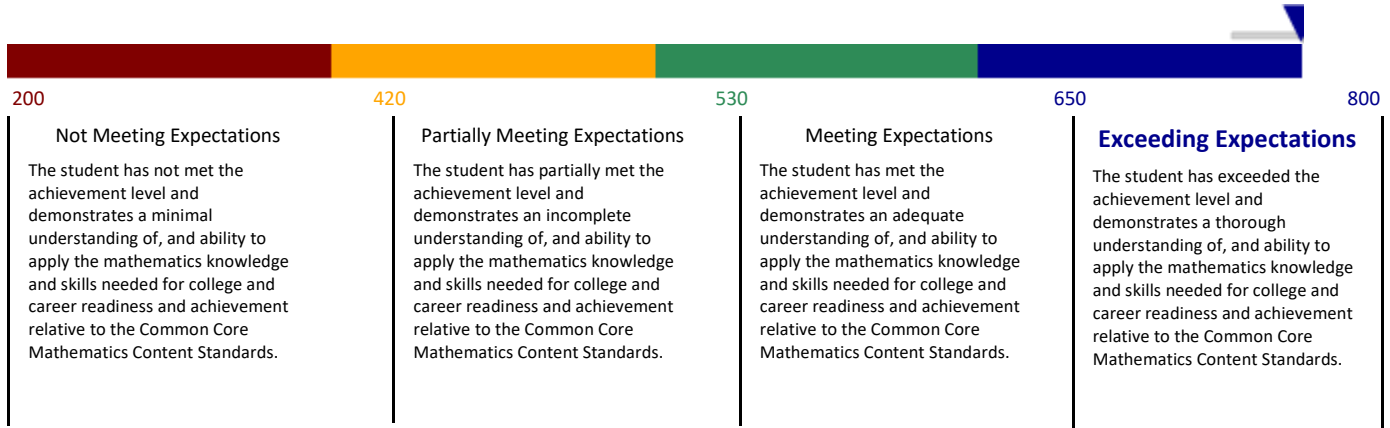 200 420 530 650 800
Not Meeting Expectations
The student has not met the
achievement level and
demonstrates a minimal
understanding of, and ability to
apply the mathematics knowledge
and skills needed for college and
career readiness and achievement
relative to the Common Core
Mathematics Content Standards.
Partially Meeting Expectations
The student has partially met the
achievement level and
demonstrates an incomplete
understanding of, and ability to
apply the mathematics knowledge
and skills needed for college and
career readiness and achievement
relative to the Common Core
Mathematics Content Standards.
Meeting Expectations
The student has met the
achievement level and
demonstrates an adequate
understanding of, and ability to
apply the mathematics knowledge
and skills needed for college and
career readiness and achievement
relative to the Common Core
Mathematics Content Standards.
Exceeding Expectations
The student has exceeded the
achievement level and
demonstrates a thorough
understanding of, and ability to
apply the mathematics knowledge
and skills needed for college and
career readiness and achievement
relative to the Common Core
Mathematics Content Standards.